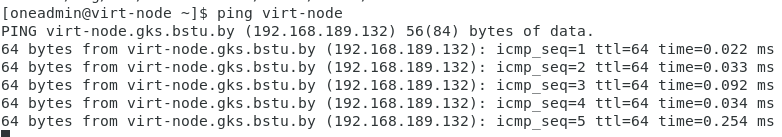 [oneadmin@virt-node ~]$ ping virt-node
PING virt-node.gks.bstu.by (192.168.189.132) 56(84) bytes of data.
64 bytes from virt-node.gks.bstu.by (192.168.189.132): icmp_seq=1 ttl=64 time=0.022 ms
64 bytes from virt-node.gks.bstu.by (192.168.189.132): icmp_seq=2 ttl=64 time=0.033 ms
64 bytes from virt-node.gks.bstu.by (192.168.189.132): icmp_seq=3 ttl=64 time=0.092 ms
64 bytes from virt-node.gks.bstu.by (192.168.189.132): icmp_seq=4 ttl=64 time=0.034 ms
64 bytes from virt-node.gks.bstu.by (192.168.189.132): icmp_seq=5 ttl=64 time=0.254 ms